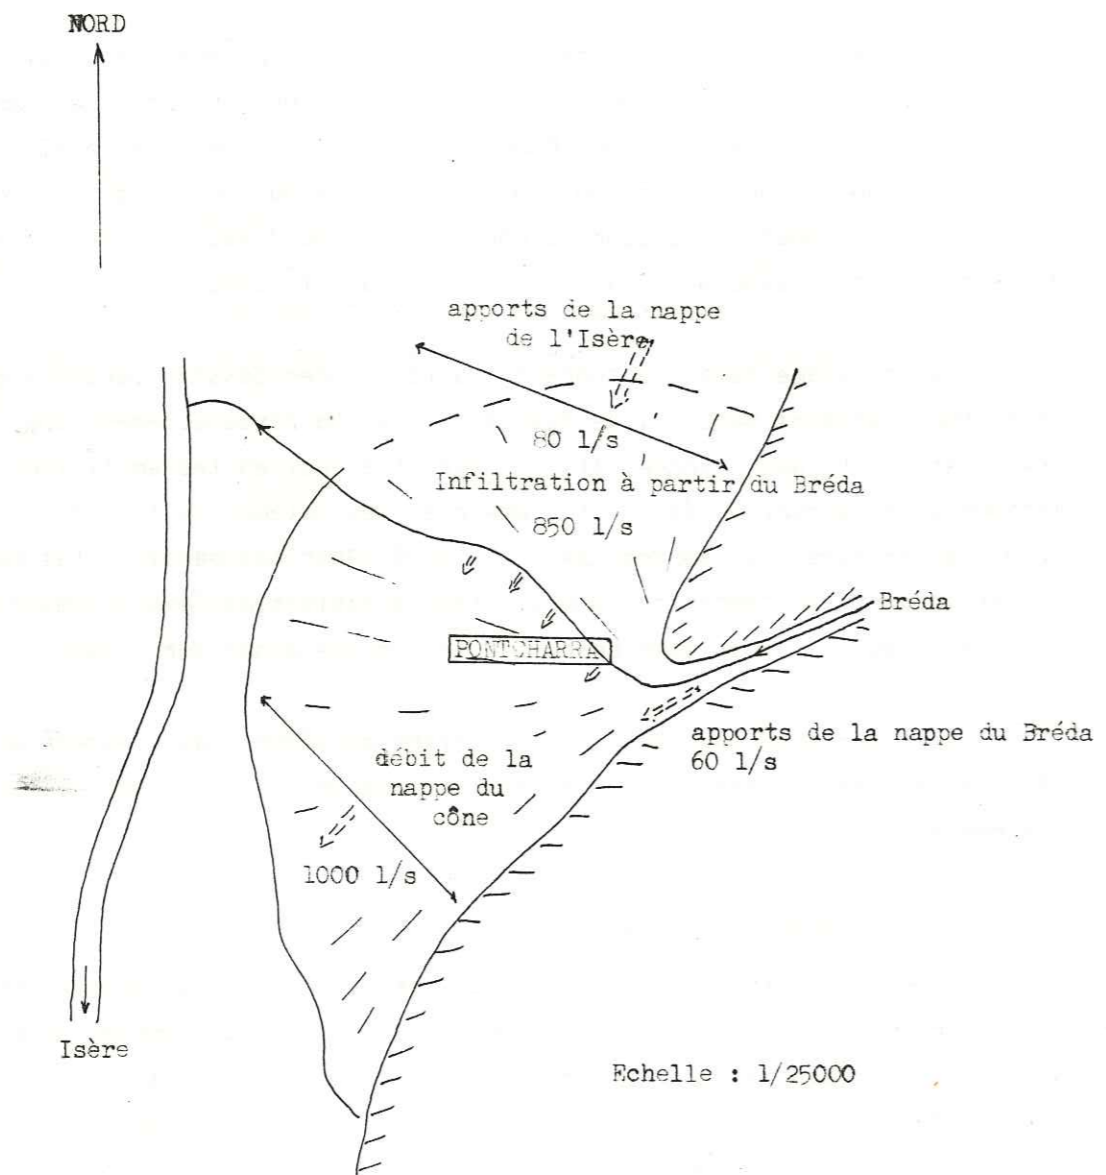 NORD
apports de la nappe
de l'Isère
80 l/s
Infiltration à partir du Bréda
850 l/s
Bréda
PONTCHARRA
apports de la nappe du Bréda
60 l/s
débit de la
nappe du
cône
1000 l/s
Isère
Echelle : 1/25000